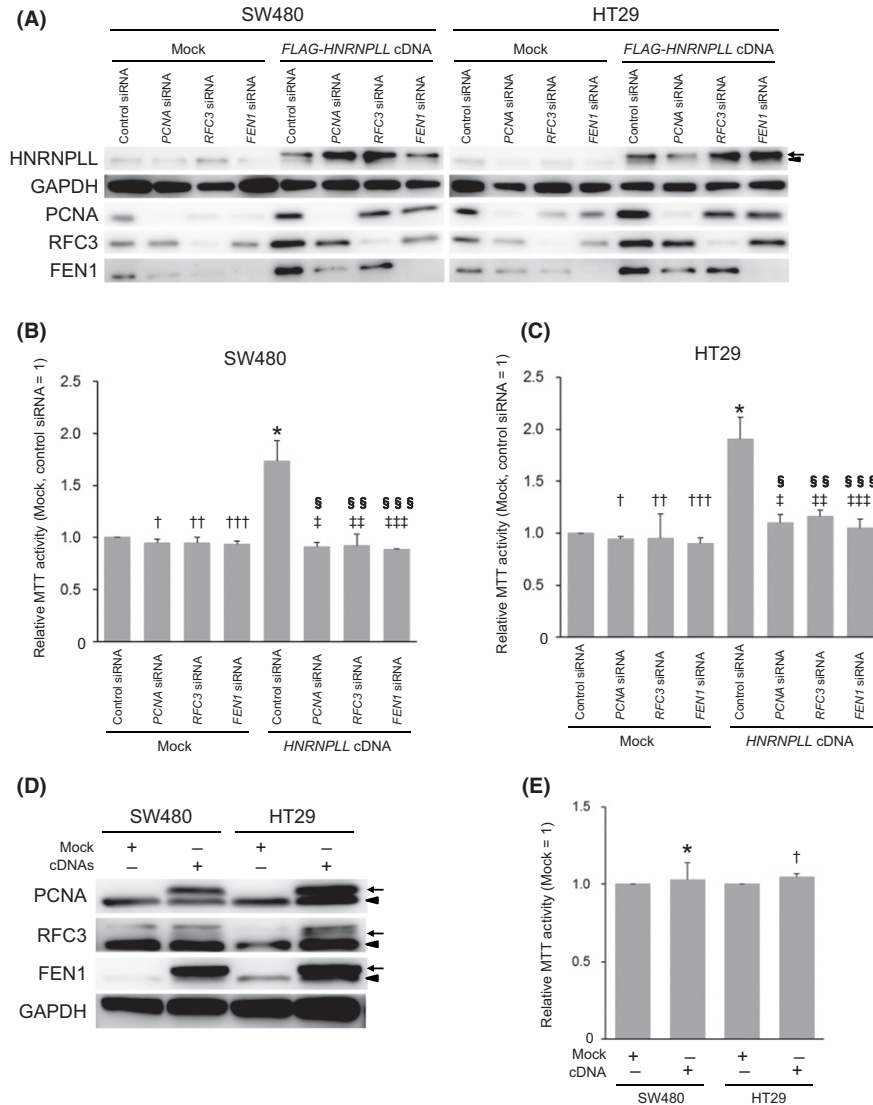 (A)
SW480 HT29
Mock FLAG-HNRNPLL cDNA Mock FLAG-HNRNPLL cDNA
Control siRNA PCNA siRNA RFC3 siRNA FEN1 siRNA Control siRNA PCNA siRNA RFC3 siRNA FEN1 siRNA Control siRNA PCNA siRNA RFC3 siRNA FEN1 siRNA Control siRNA PCNA siRNA RFC3 siRNA FEN1 siRNA
HNRNPLL
GAPDH
PCNA
RFC3
FEN1
(B)
SW480
Relative MTT activity (Mock, control siRNA = 1)
2.5
2.0
1.5
1.0
0.5
0
† †† ††† * § ‡ §§ ‡‡ §§§ ‡‡‡
Control siRNA PCNA siRNA RFC3 siRNA FEN1 siRNA Control siRNA PCNA siRNA RFC3 siRNA FEN1 siRNA
Mock HNRNPLL cDNA
(C)
HT29
Relative MTT activity (Mock, control siRNA = 1)
2.5
2.0
1.5
1.0
0.5
0
† †† ††† * § ‡ §§ ‡‡ §§§ ‡‡‡
Control siRNA PCNA siRNA RFC3 siRNA FEN1 siRNA Control siRNA PCNA siRNA RFC3 siRNA FEN1 siRNA
Mock HNRNPLL cDNA
(D)
SW480 HT29
Mock + – + –
cDNAs – + – +
PCNA
RFC3
FEN1
GAPDH
(E)
Relative MTT activity (Mock = 1)
1.5
1.0
0.5
0
* †
Mock + – + –
cDNA – + – +
SW480 HT29